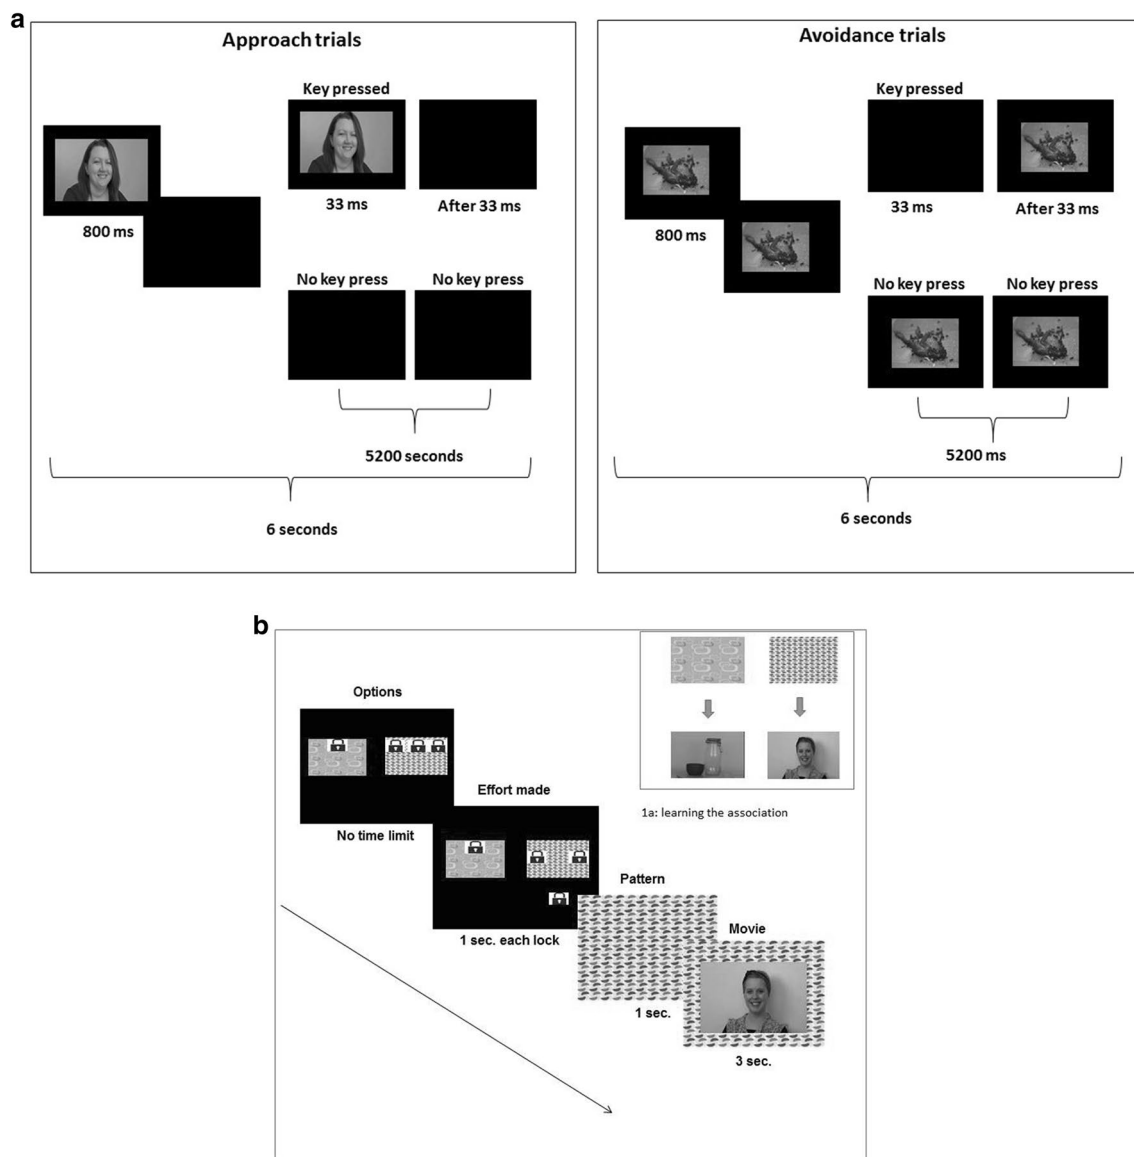 a
Approach trials
Key pressed
800 ms
33 ms
After 33 ms
No key press
No key press
5200 seconds
6 seconds
Avoidance trials
Key pressed
800 ms
33 ms
After 33 ms
No key press
No key press
5200 ms
6 seconds
b
Options
No time limit
Effort made
1 sec. each lock
Pattern
1 sec.
Movie
3 sec.
1a: learning the association